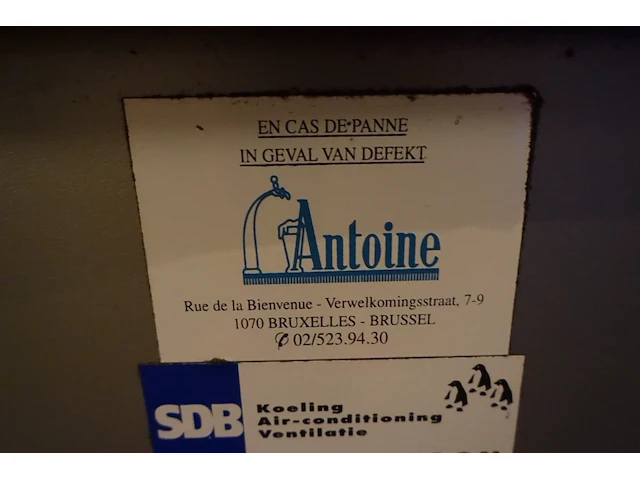 EN CAS DE PANNE
IN GEVAL VAN DEFEKT
Antoine
Rue de la Bienvenue - Verwelkomingsstraat, 7-9
1070 BRUXELLES - BRUSSEL
✆ 02/523.94.30
SDB
Koeling
Air-conditioning
Ventilatie